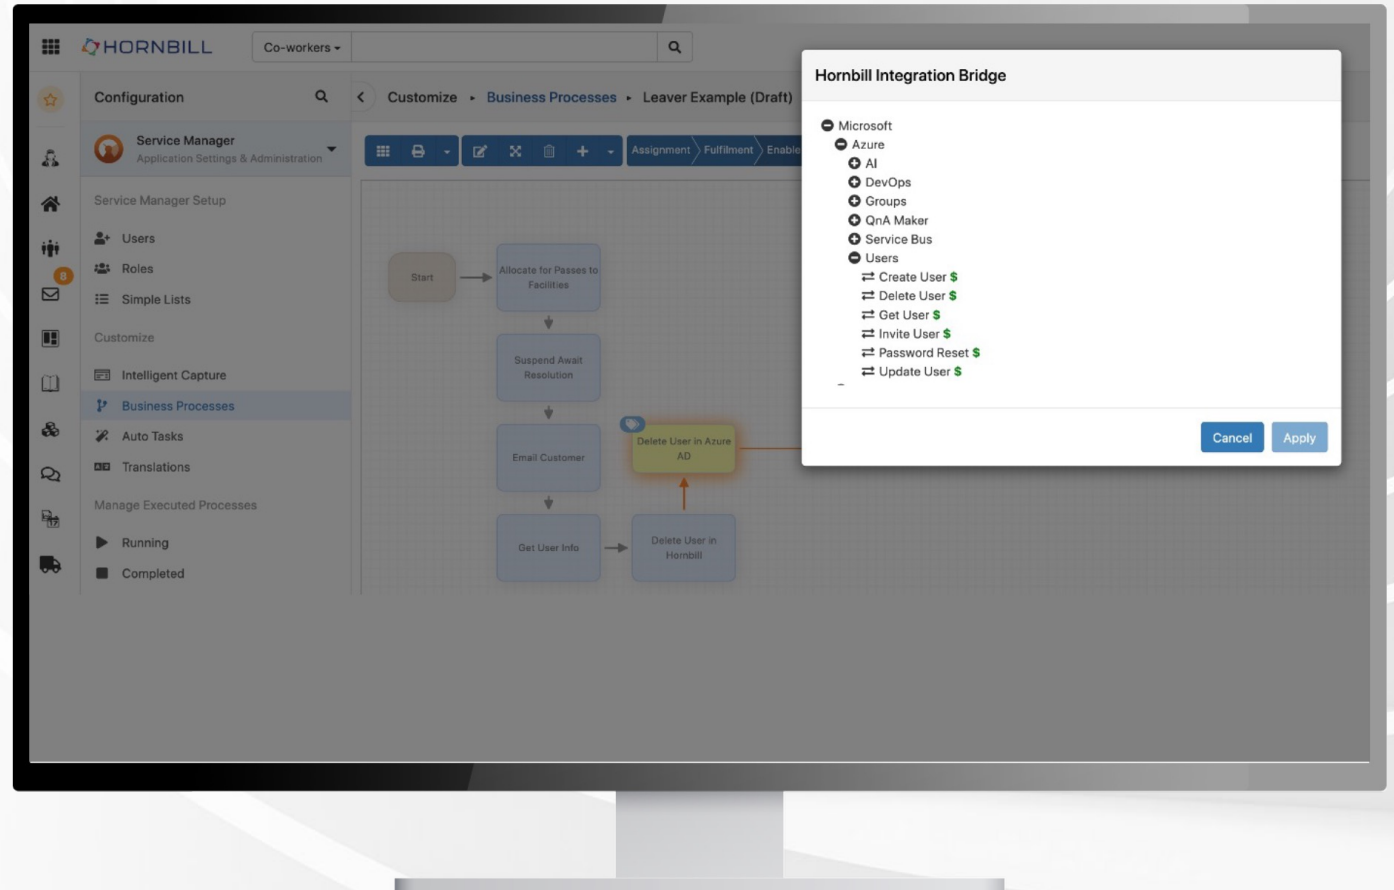 HORNBILL
Co-workers
Configuration
Service Manager
Application Settings & Administration
Service Manager Setup
Users
Roles
8
Simple Lists
Customize
Intelligent Capture
Business Processes
Auto Tasks
Translations
Manage Executed Processes
17
Running
Completed
Customize
Business Processes
Leaver Example (Draft)
Assignment
Fulfilment
Enable
Start
Allocate for Passes to
Facilities
Suspend Await
Resolution
Email Customer
Delete User in Azure
AD
Get User Info
Delete User in
Hornbill
Hornbill Integration Bridge
Microsoft
Azure
AI
DevOps
Groups
QnA Maker
Service Bus
Users
Create User $
Delete User $
Get User $
Invite User $
Password Reset $
Update User $
Cancel
Apply